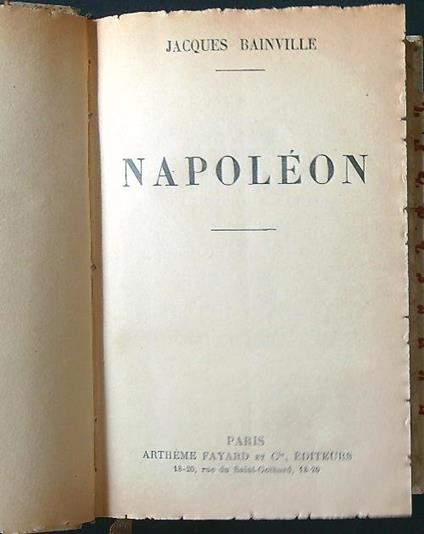 JACQUES BAINVILLE
NAPOLÉON
PARIS
ARTHÈME FAYARD ET Cie, ÉDITEURS
18-20, rue du Saint-Gothard, 18-20